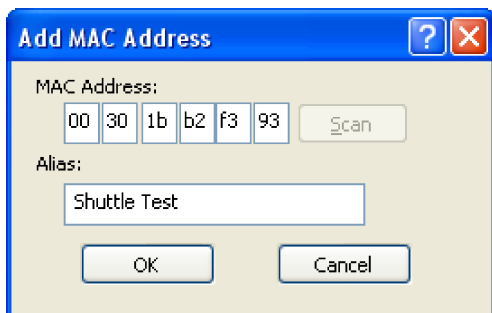 Add MAC Address
?
MAC Address:
00 30 1b b2 f3 93 Scan
Alias:
Shuttle Test
OK Cancel